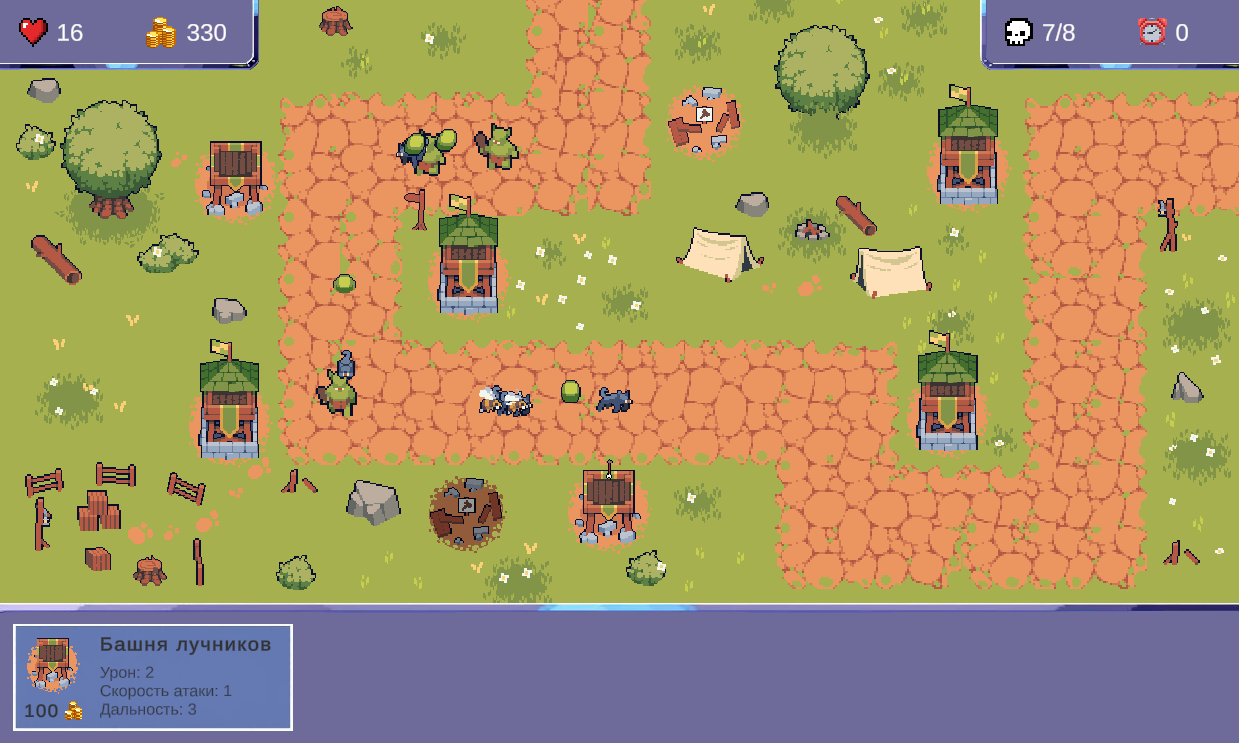 16
330
7/8
0
Башня лучников
Урон: 2
Скорость атаки: 1
Дальность: 3
100